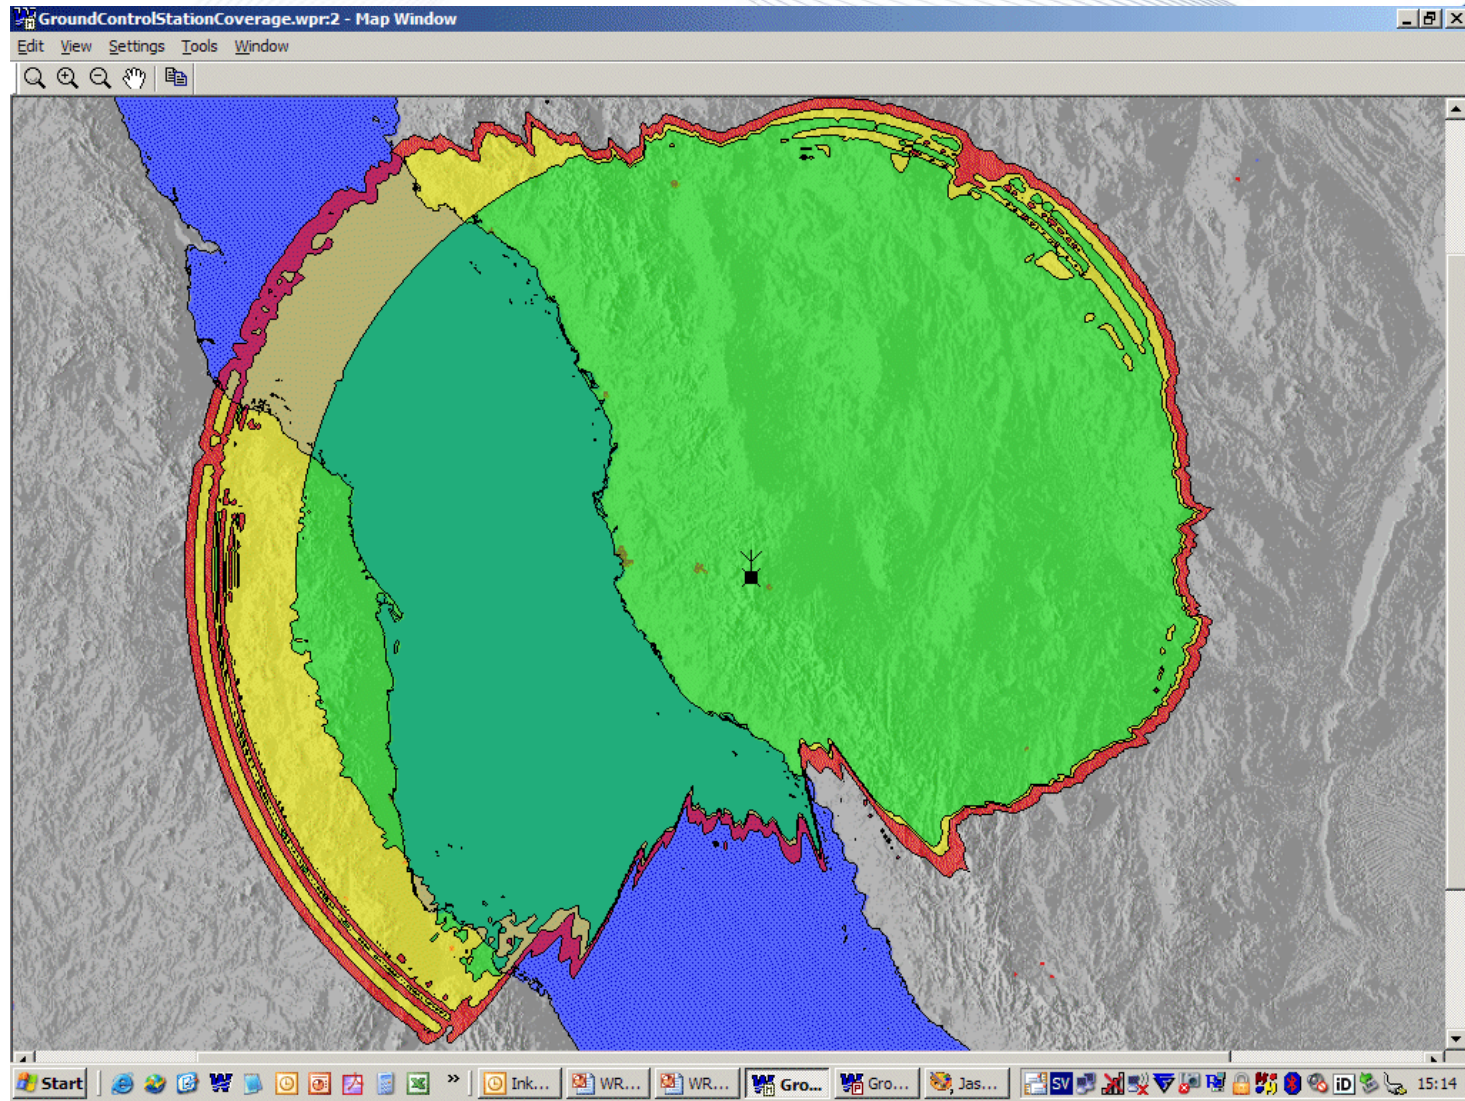 GroundControlStationCoverage.wpr:2 - Map Window
Edit View Settings Tools Window
Start » Ink... WR... WR... Gro... Gro... Jas... SV iD 15:14